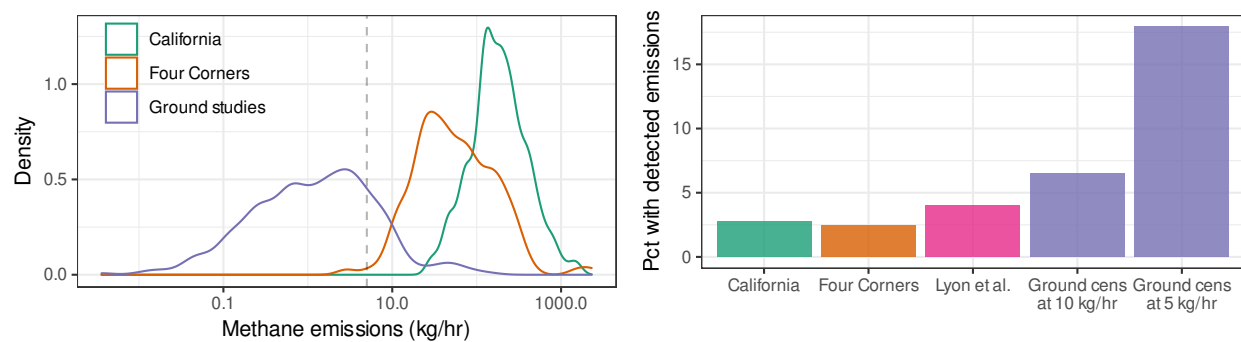 California
Four Corners
Ground studies
1.0
0.5
0.0
Density
0.1
10.0
1000.0
Methane emissions (kg/hr)
15
10
5
0
Pct with detected emissions
California
Four Corners
Lyon et al.
Ground cens
at 10 kg/hr
Ground cens
at 5 kg/hr